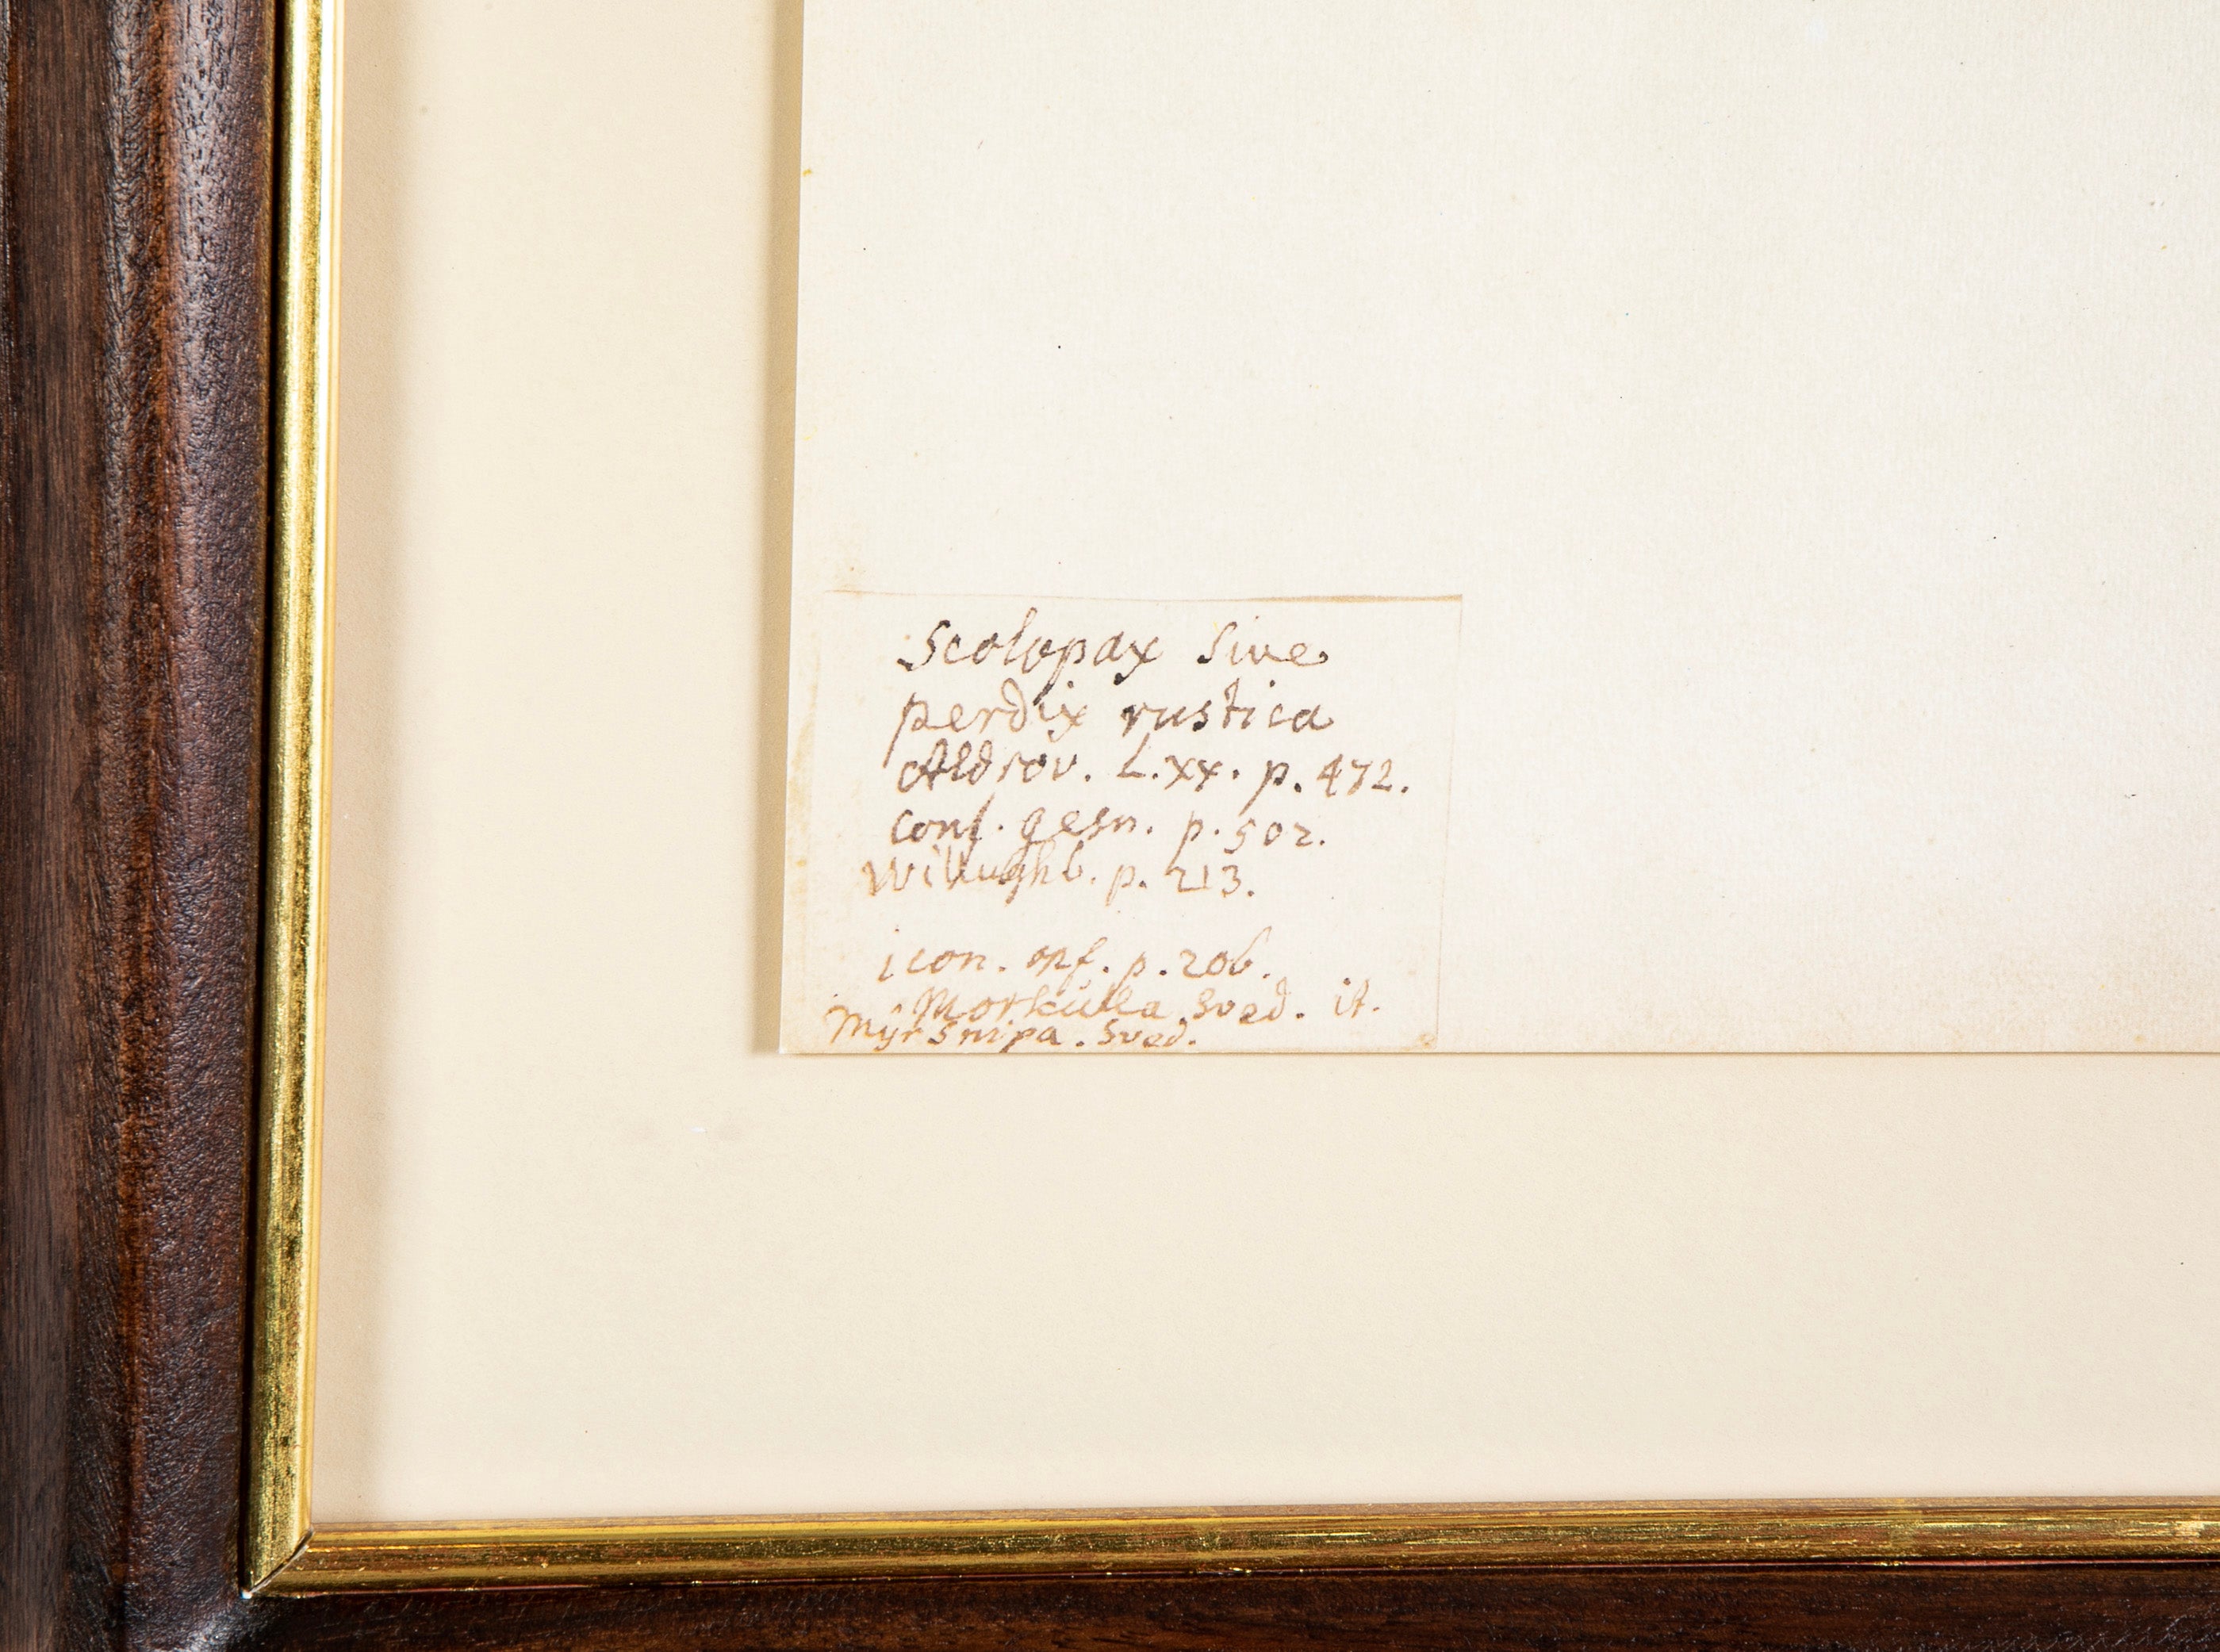 Scolopax Sive
perdix rustica
Aldrov. L.xx. p. 472.
conf. gesn. p. 502.
Willughb. p. 213.
icon. opf. p. 206.
Morkulla Sved. it.
Myrsnipa. Sved.